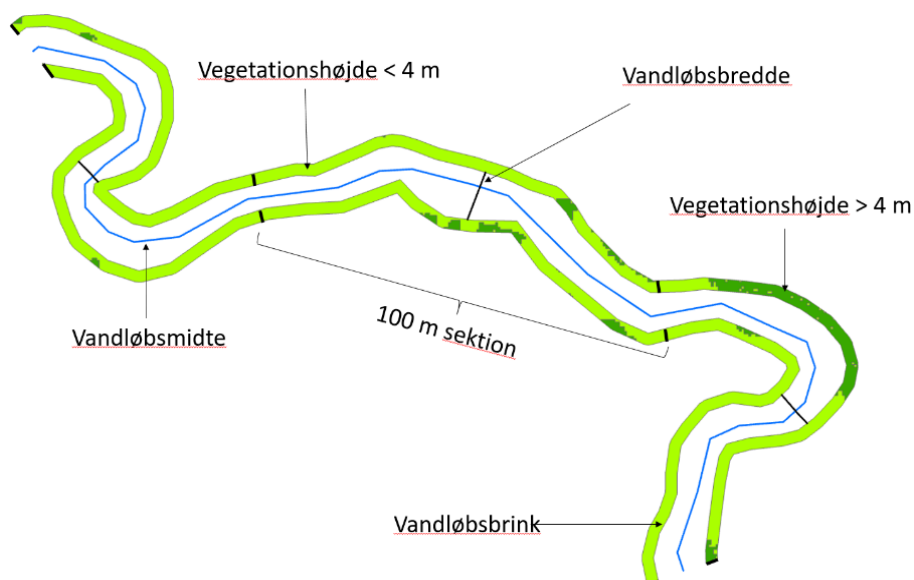 Vegetationshøjde < 4 m
Vandløbsbredde
Vegetationshøjde > 4 m
Vandløbsmidte
100 m sektion
Vandløbsbrink